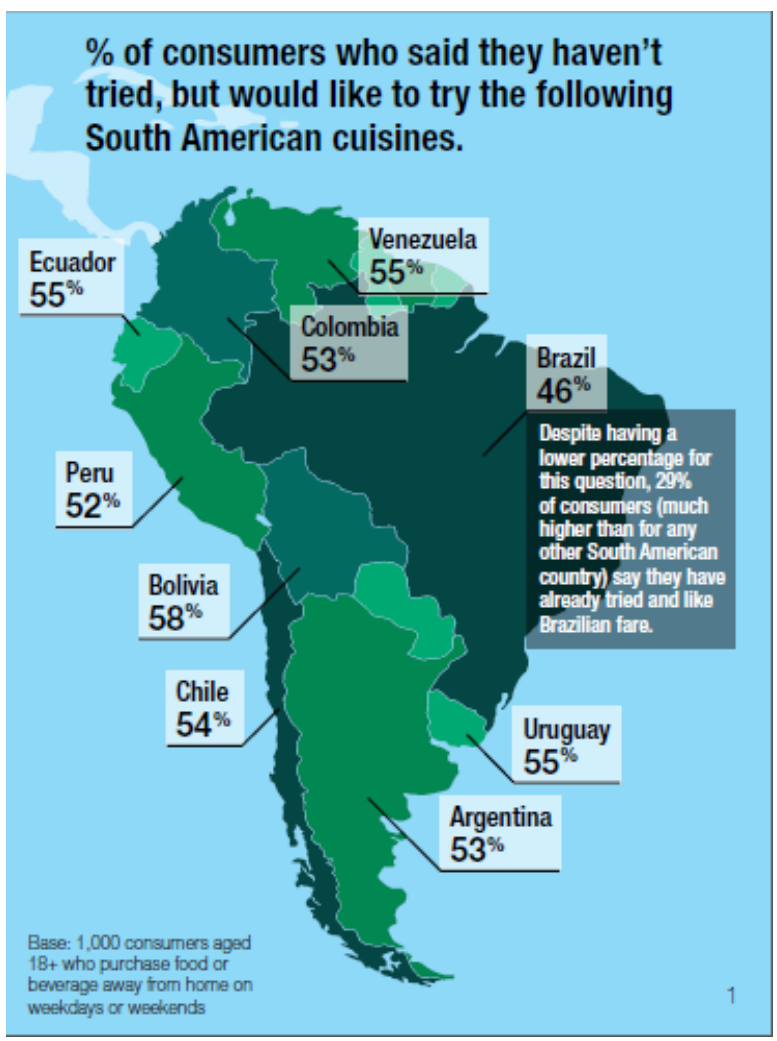 % of consumers who said they haven't
tried, but would like to try the following
South American cuisines.
Venezuela
55%
Ecuador
55%
Colombia
53%
Brazil
46%
Despite having a
lower percentage for
this question, 29%
of consumers (much
higher than for any
other South American
country) say they have
already tried and like
Brazilian fare.
Peru
52%
Bolivia
58%
Chile
54%
Uruguay
55%
Argentina
53%
Base: 1,000 consumers aged
18+ who purchase food or
beverage away from home on
weekdays or weekends
1